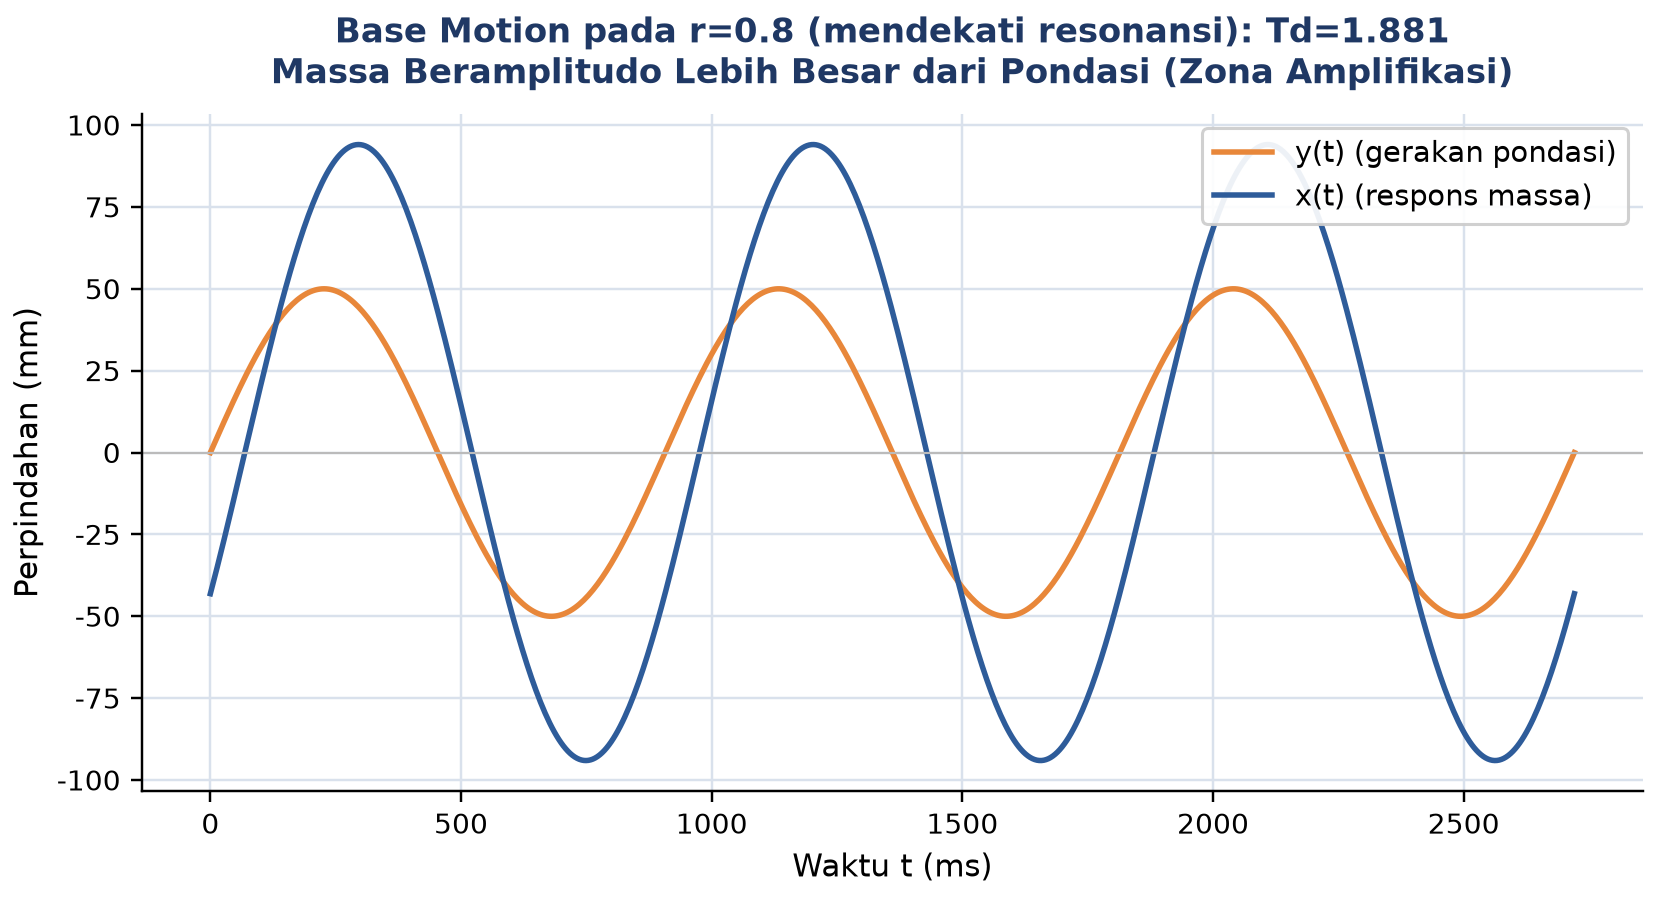 Base Motion pada r=0.8 (mendekati resonansi): Td=1.881
Massa Beramplitudo Lebih Besar dari Pondasi (Zona Amplifikasi)
y(t) (gerakan pondasi)
x(t) (respons massa)
Perpindahan (mm)
100
75
50
25
0
-25
-50
-75
-100
0 500 1000 1500 2000 2500
Waktu t (ms)